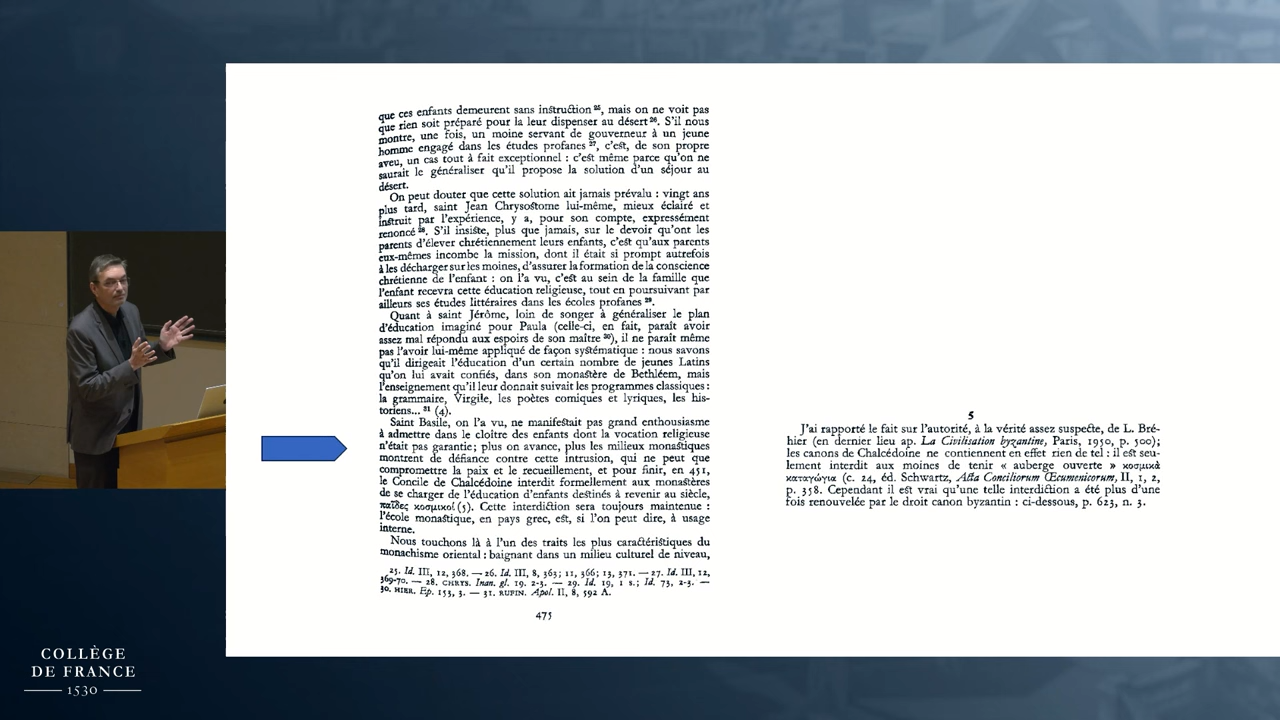 que ces enfants demeurent sans instruction ²⁵, mais on ne voit pas
que rien soit préparé pour la leur dispenser au désert ²⁶. S'il nous
montre, une fois, un moine servant de gouverneur à un jeune
homme engagé dans les études profanes ²⁷, c'est, de son propre
aveu, un cas tout à fait exceptionnel : c'est même parce qu'on ne
saurait le généraliser qu'il propose la solution d'un séjour au
désert.
On peut douter que cette solution ait jamais prévalu : vingt ans
plus tard, saint Jean Chrysostome lui-même, mieux éclairé et
instruit par l'expérience, y a, pour son compte, expressément
renoncé ²⁸. S'il insiste, plus que jamais, sur le devoir qu'ont les
parents d'élever chrétiennement leurs enfants, c'est qu'aux parents
eux-mêmes incombe la mission, dont il était si prompt autrefois
à les décharger sur les moines, d'assurer la formation de la conscience
chrétienne de l'enfant : on l'a vu, c'est au sein de la famille que
l'enfant recevra cette éducation religieuse, tout en poursuivant par
ailleurs ses études littéraires dans les écoles profanes ²⁹.
Quant à saint Jérôme, loin de songer à généraliser le plan
d'éducation imaginé pour Paula (celle-ci, en fait, paraît avoir
assez mal répondu aux espoirs de son maître ³⁰), il ne paraît même
pas l'avoir lui-même appliqué de façon systématique : nous savons
qu'il dirigeait l'éducation d'un certain nombre de jeunes Latins
qu'on lui avait confiés, dans son monastère de Bethléem, mais
l'enseignement qu'il leur donnait suivait les programmes classiques :
la grammaire, Virgile, les poètes comiques et lyriques, les his-
toriens... ³¹ (4).
Saint Basile, on l'a vu, ne manifestait pas grand enthousiasme
à admettre dans le cloître des enfants dont la vocation religieuse
n'était pas garantie; plus on avance, plus les milieux monastiques
montrent de défiance contre cette intrusion, qui ne peut que
compromettre la paix et le recueillement, et pour finir, en 451,
le Concile de Chalcédoine interdit formellement aux monastères
de se charger de l'éducation d'enfants destinés à revenir au siècle,
παῖδες κοσμικοί (5). Cette interdiction sera toujours maintenue :
l'école monastique, en pays grec, est, si l'on peut dire, à usage
interne.
Nous touchons là à l'un des traits les plus caractéristiques du
monachisme oriental : baignant dans un milieu culturel de niveau,
25. Id. III, 12, 368. — 26. Id. III, 8, 363; 11, 366; 13, 371. — 27. Id. III, 12,
369-70. — 28. CHRYS. Inan. gl. 19. 2-3. — 29. Id. 19, 1 s.; Id. 73, 2-3. —
30. HIER. Ep. 153, 3. — 31. RUFIN. Apol. II, 8, 592 A.
475
5
J'ai rapporté le fait sur l'autorité, à la vérité assez suspecte, de L. Bré-
hier (en dernier lieu ap. La Civilisation byzantine, Paris, 1950, p. 500);
les canons de Chalcédoine ne contiennent en effet rien de tel : il est seu-
lement interdit aux moines de tenir « auberge ouverte » κοσμικὰ
καταγώγια (c. 24, éd. Schwartz, Acta Conciliorum Œcumenicorum, II, 1, 2,
p. 358. Cependant il est vrai qu'une telle interdiction a été plus d'une
fois renouvelée par le droit canon byzantin : ci-dessous, p. 623, n. 3.
COLLÈGE
DE FRANCE
1530